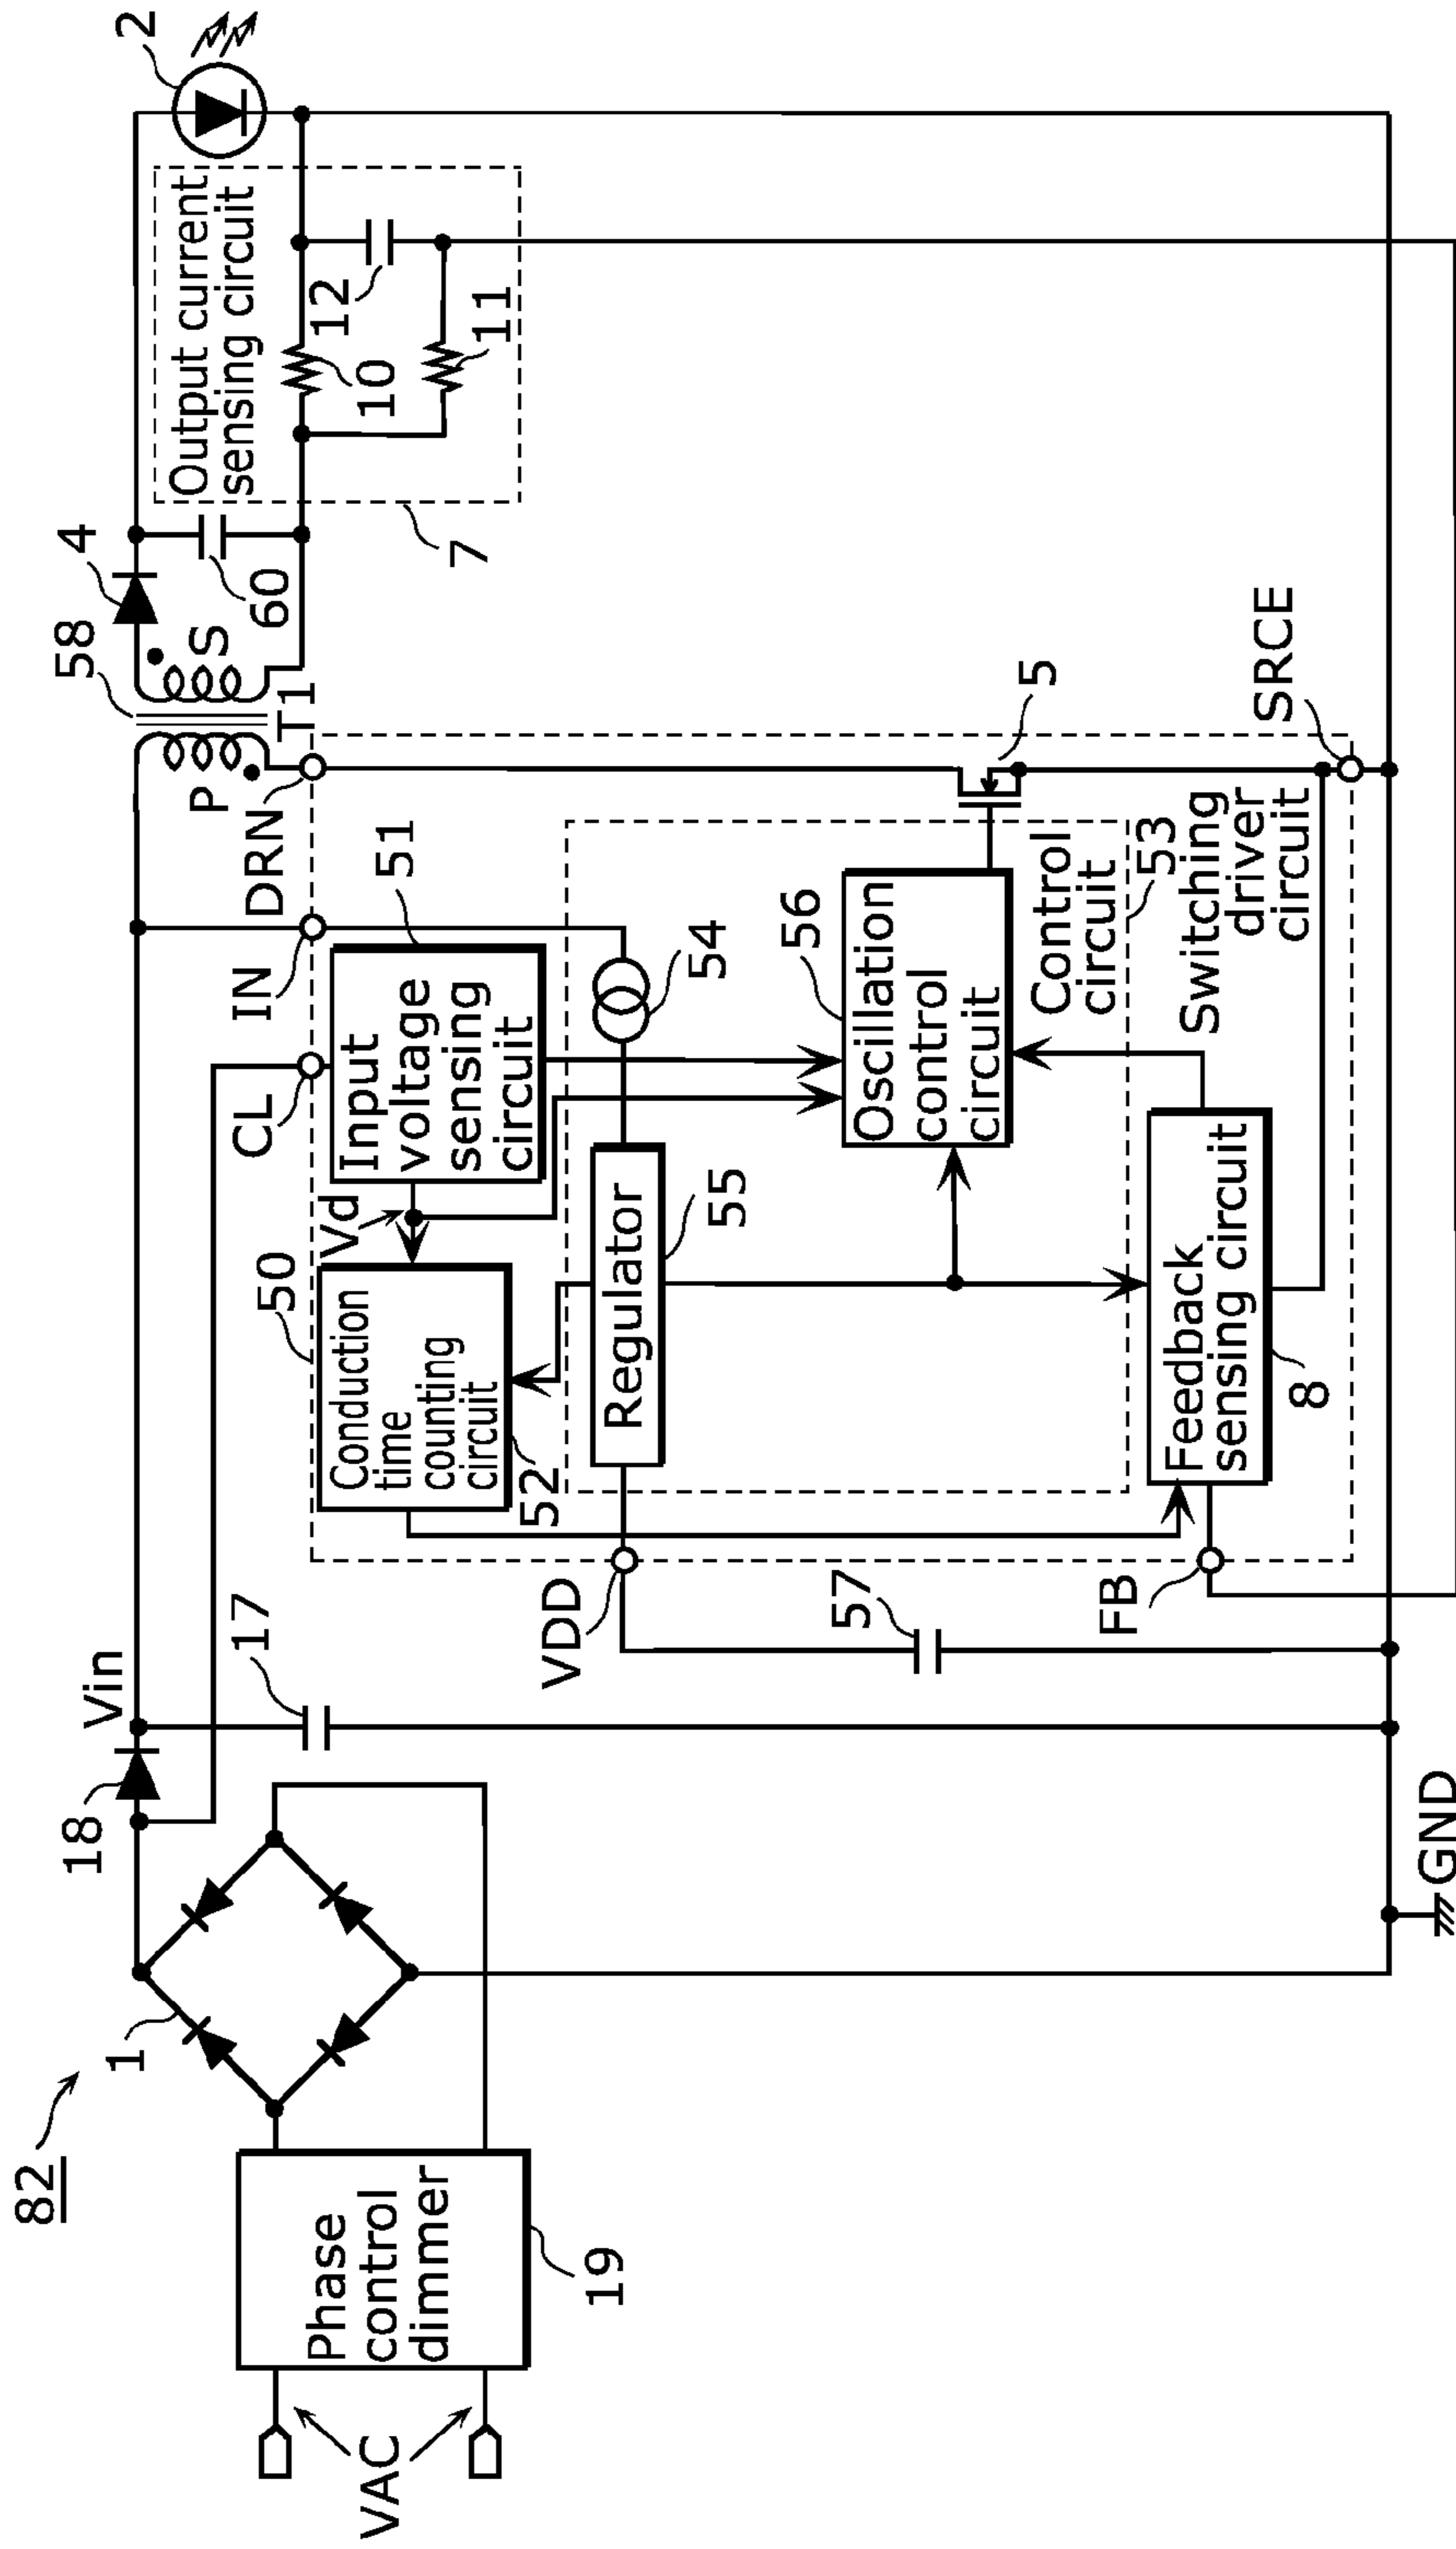 82
VAC
Phase
control
dimmer
19
1
18
Vin
17
GND
CL
IN
DRN
P
T1
58
S
4
60
Output current
sensing circuit
7
10
12
11
2
50
Conduction
time
counting
circuit
52
Vd
Input
voltage
sensing
circuit
51
VDD
57
Regulator
55
54
Oscillation
control
circuit
56
Control
circuit
53
5
Switching
driver
circuit
SRCE
FB
Feedback
sensing circuit
8